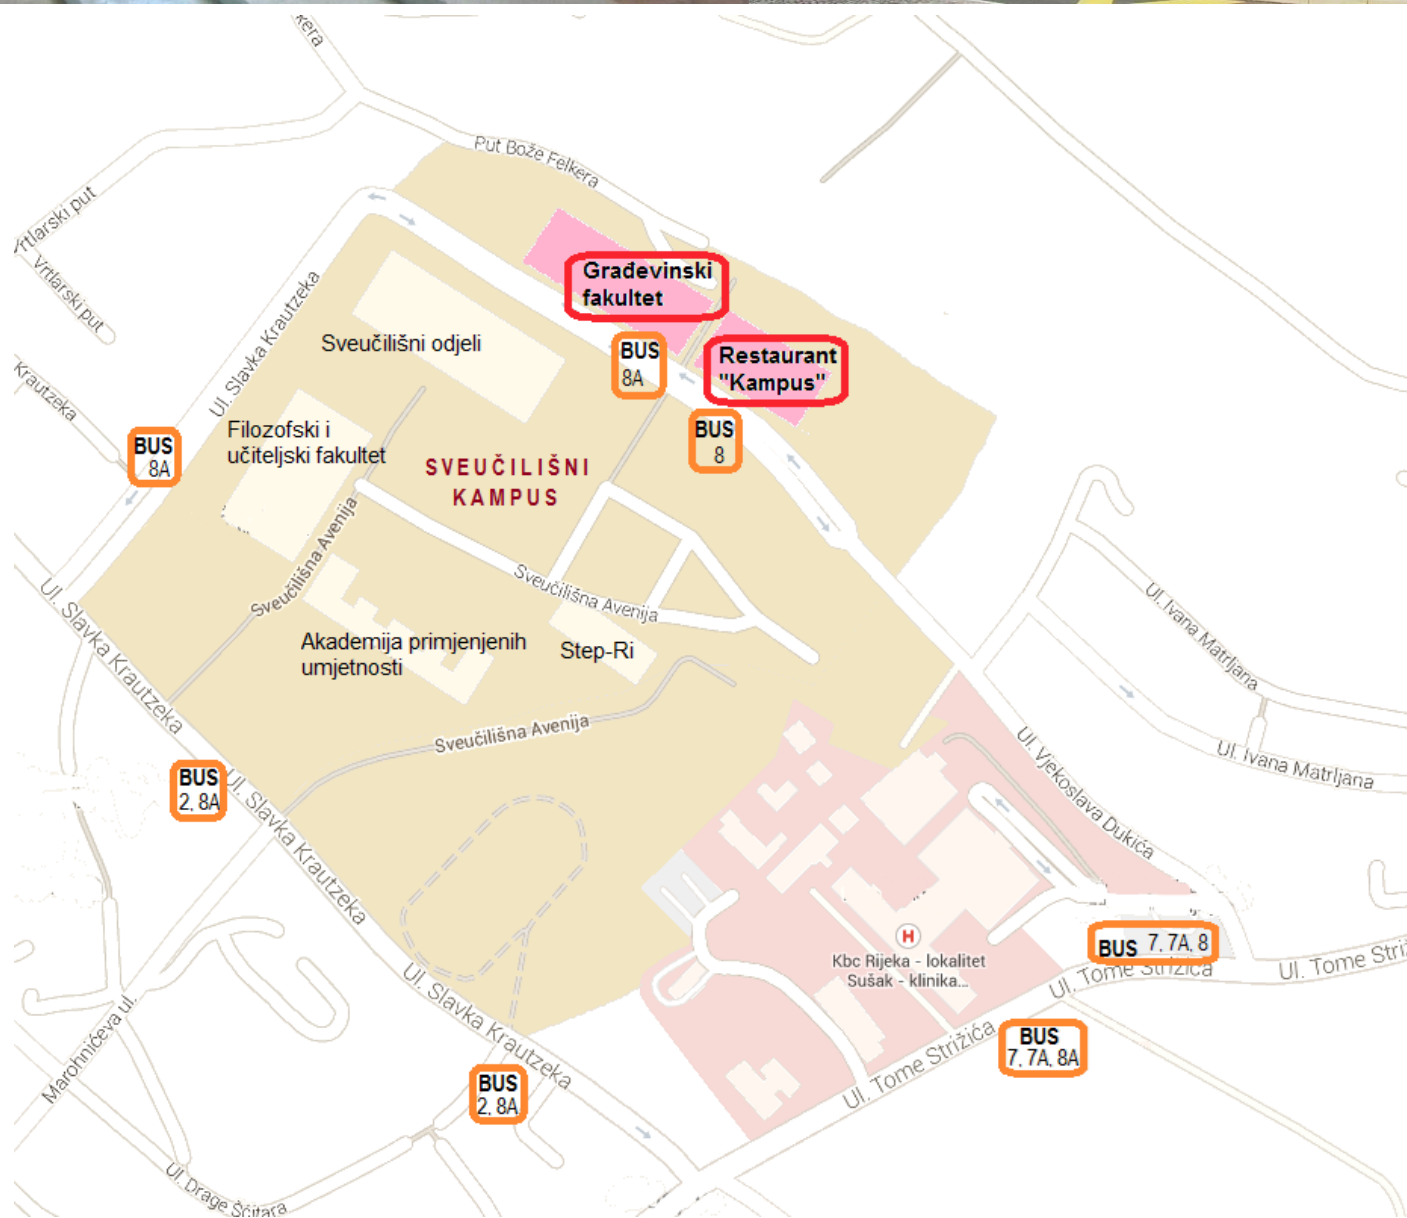 kera
Put Bože Felkera
Vrtlarski put
Vrtlarski put
Građevinski
fakultet
Ul. Slavka Krautzeka
Sveučilišni odjeli
BUS
8A
Restaurant
"Kampus"
Krautzeka
BUS
8A
Filozofski i
učiteljski fakultet
BUS
8
SVEUČILIŠNI
KAMPUS
Sveučilišna Avenija
Sveučilišna Avenija
Ul. Slavka Krautzeka
Akademija primjenjenih
umjetnosti
Step-Ri
Ul. Ivana Matrljana
Sveučilišna Avenija
Ul. Ivana Matrljana
BUS
2, 8A
Ul. Slavka Krautzeka
Ul. Vjekoslava Dukića
H
Kbc Rijeka - lokalitet
Sušak - klinika...
BUS 7, 7A, 8
Ul. Tome Strižića
Ul. Tome Stri
Ul. Slavka Krautzeka
Marohnićeva ul.
BUS
7, 7A, 8A
Ul. Tome Strižića
BUS
2, 8A
Ul. Drage Šćitara